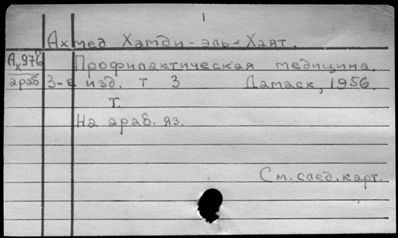 1
Ахмед Хамди-эль-Хаят.
Ах976 Профилактическая медицина.
араб 3-е изд. Т 3 Дамаск, 1956.
т.
На араб. яз.
См. след. карт.